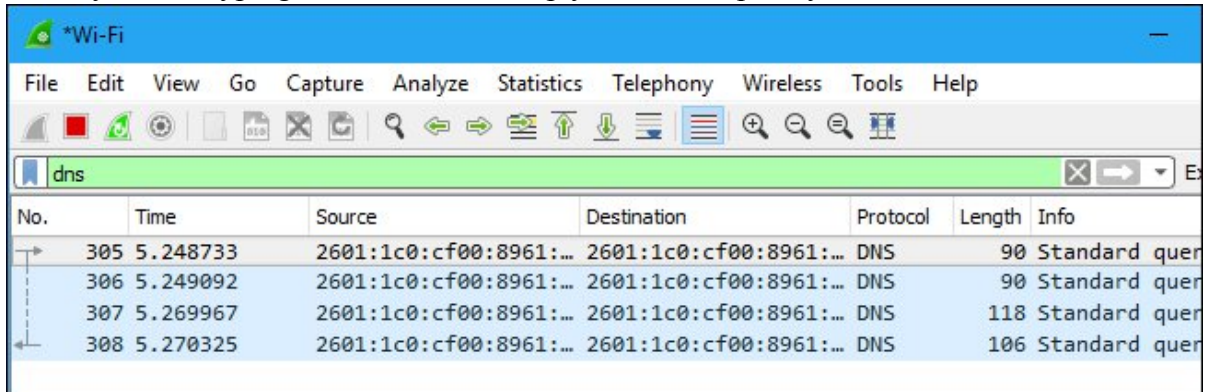 *Wi-Fi
File Edit View Go Capture Analyze Statistics Telephony Wireless Tools Help
dns
No. Time Source Destination Protocol Length Info
305 5.248733 2601:1c0:cf00:8961:… 2601:1c0:cf00:8961:… DNS 90 Standard quer
306 5.249092 2601:1c0:cf00:8961:… 2601:1c0:cf00:8961:… DNS 90 Standard quer
307 5.269967 2601:1c0:cf00:8961:… 2601:1c0:cf00:8961:… DNS 118 Standard quer
308 5.270325 2601:1c0:cf00:8961:… 2601:1c0:cf00:8961:… DNS 106 Standard quer